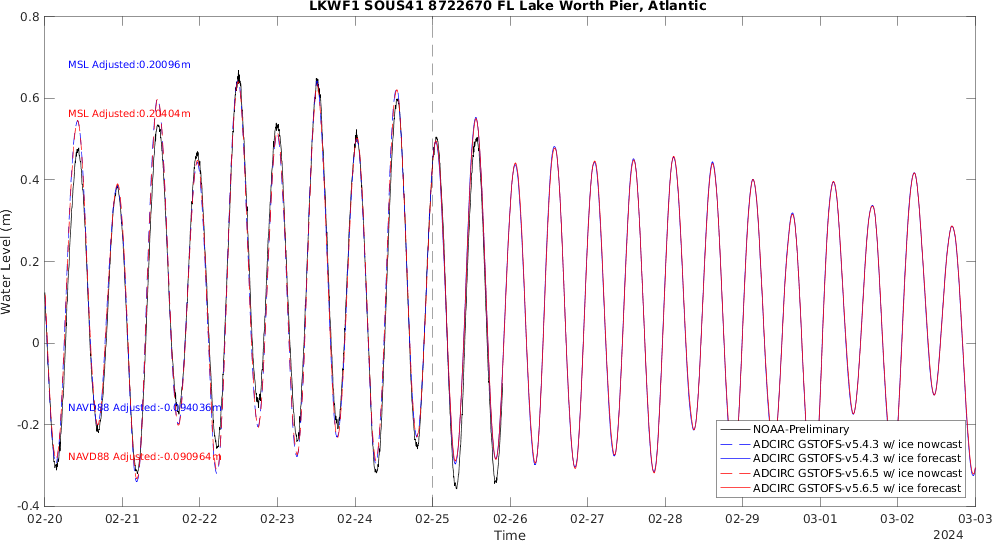 LKWF1 SOUS41 8722670 FL Lake Worth Pier, Atlantic
0.8
0.6
0.4
0.2
0
-0.2
-0.4
Water Level (m)
MSL Adjusted:0.20096m
MSL Adjusted:0.20404m
NAVD88 Adjusted:-0.094036m
NAVD88 Adjusted:-0.090964m
NOAA-Preliminary
ADCIRC GSTOFS-v5.4.3 w/ ice nowcast
ADCIRC GSTOFS-v5.4.3 w/ ice forecast
ADCIRC GSTOFS-v5.6.5 w/ ice nowcast
ADCIRC GSTOFS-v5.6.5 w/ ice forecast
02-20 02-21 02-22 02-23 02-24 02-25 02-26 02-27 02-28 02-29 03-01 03-02 03-03
Time
2024